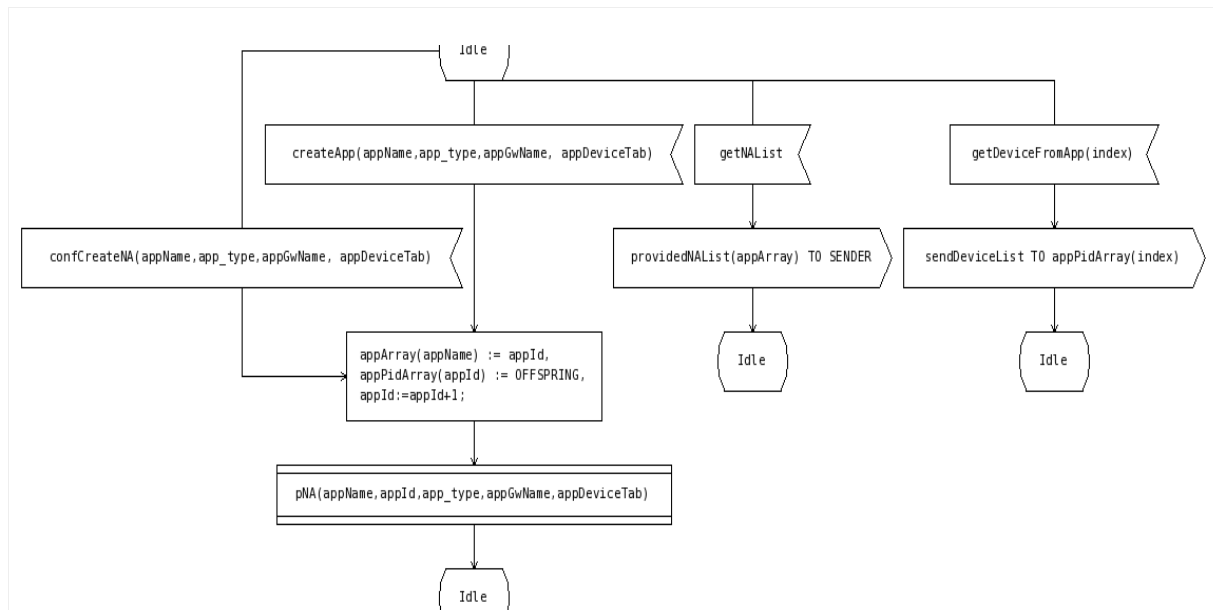 Idle
createApp(appName,app_type,appGwName, appDeviceTab)
getNAList
getDeviceFromApp(index)
confCreateNA(appName,app_type,appGwName, appDeviceTab)
providedNAList(appArray) TO SENDER
sendDeviceList TO appPidArray(index)
appArray(appName) := appId,
appPidArray(appId) := OFFSPRING,
appId:=appId+1;
Idle
Idle
pNA(appName,appId,app_type,appGwName,appDeviceTab)
Idle